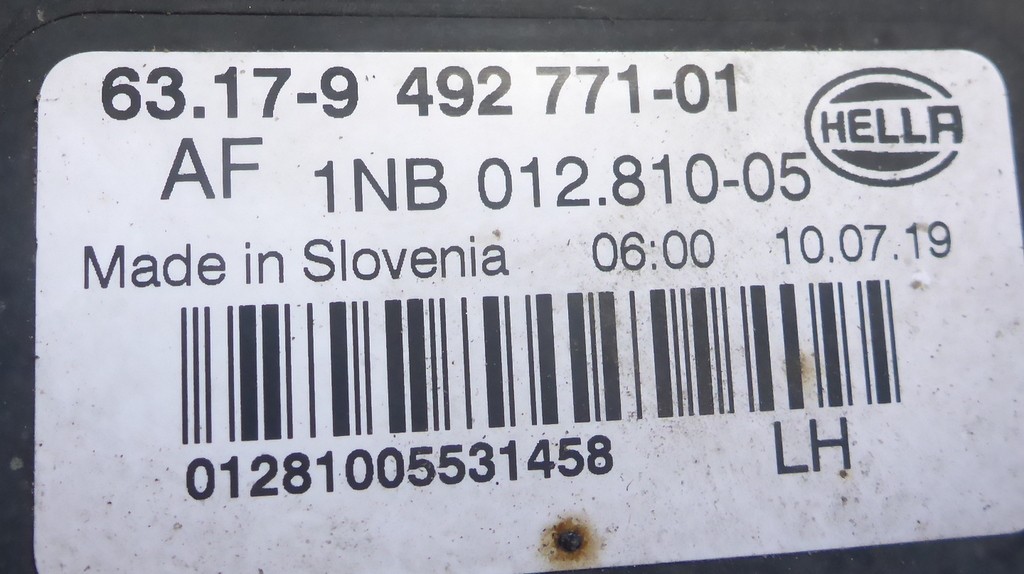 63.17-9 492 771-01
HELLA
AF 1NB 012.810-05
Made in Slovenia 06:00 10.07.19
01281005531458
LH